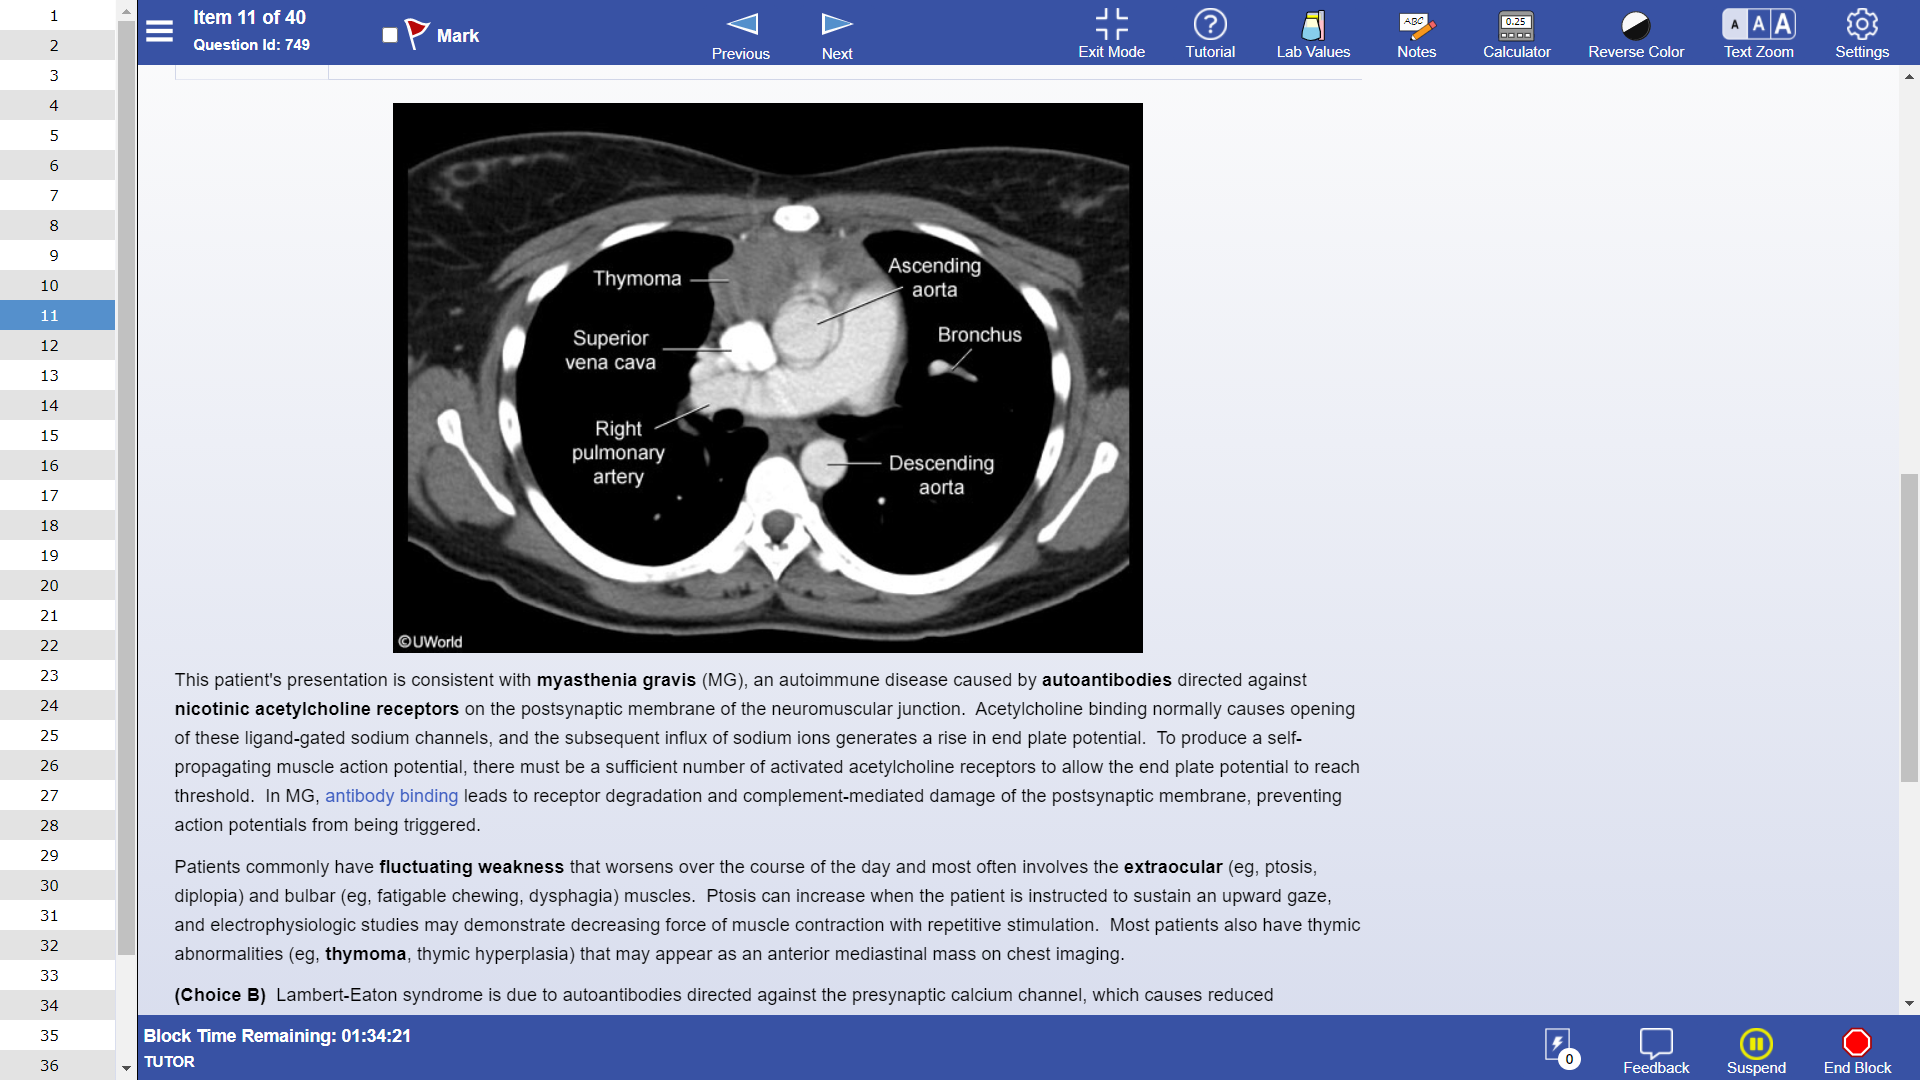 Item 11 of 40
Question Id: 749
Mark
Previous
Next
Exit Mode
Tutorial
Lab Values
ABC
Notes
0.25
Calculator
Reverse Color
A A A
Text Zoom
Settings
1
2
3
4
5
6
7
8
9
10
11
12
13
14
15
16
17
18
19
20
21
22
23
24
25
26
27
28
29
30
31
32
33
34
35
36
Thymoma
Ascending
aorta
Superior
vena cava
Bronchus
Right
pulmonary
artery
Descending
aorta
©UWorld
This patient's presentation is consistent with myasthenia gravis (MG), an autoimmune disease caused by autoantibodies directed against
nicotinic acetylcholine receptors on the postsynaptic membrane of the neuromuscular junction. Acetylcholine binding normally causes opening
of these ligand-gated sodium channels, and the subsequent influx of sodium ions generates a rise in end plate potential. To produce a self-
propagating muscle action potential, there must be a sufficient number of activated acetylcholine receptors to allow the end plate potential to reach
threshold. In MG, antibody binding leads to receptor degradation and complement-mediated damage of the postsynaptic membrane, preventing
action potentials from being triggered.
Patients commonly have fluctuating weakness that worsens over the course of the day and most often involves the extraocular (eg, ptosis,
diplopia) and bulbar (eg, fatigable chewing, dysphagia) muscles. Ptosis can increase when the patient is instructed to sustain an upward gaze,
and electrophysiologic studies may demonstrate decreasing force of muscle contraction with repetitive stimulation. Most patients also have thymic
abnormalities (eg, thymoma, thymic hyperplasia) that may appear as an anterior mediastinal mass on chest imaging.
(Choice B) Lambert-Eaton syndrome is due to autoantibodies directed against the presynaptic calcium channel, which causes reduced
Block Time Remaining: 01:34:21
TUTOR
0
Feedback
Suspend
End Block